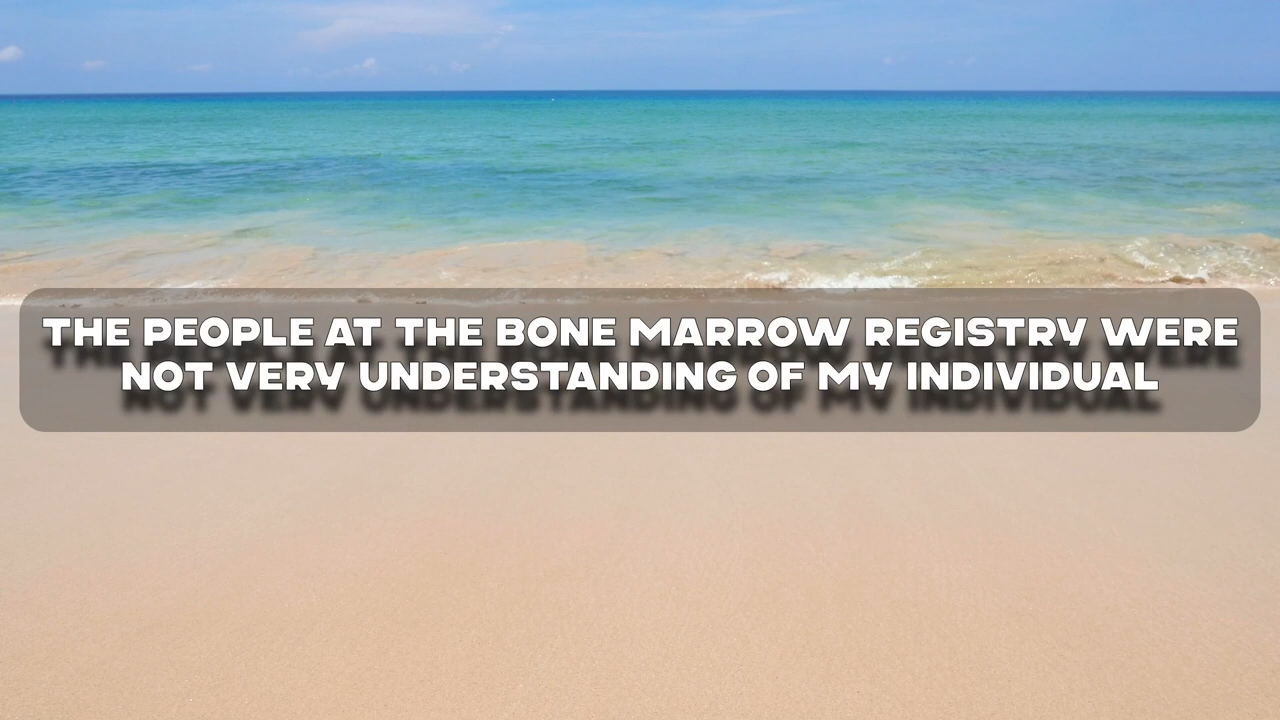 THE PEOPLE AT THE BONE MARROW REGISTRY WERE
NOT VERY UNDERSTANDING OF MY INDIVIDUAL